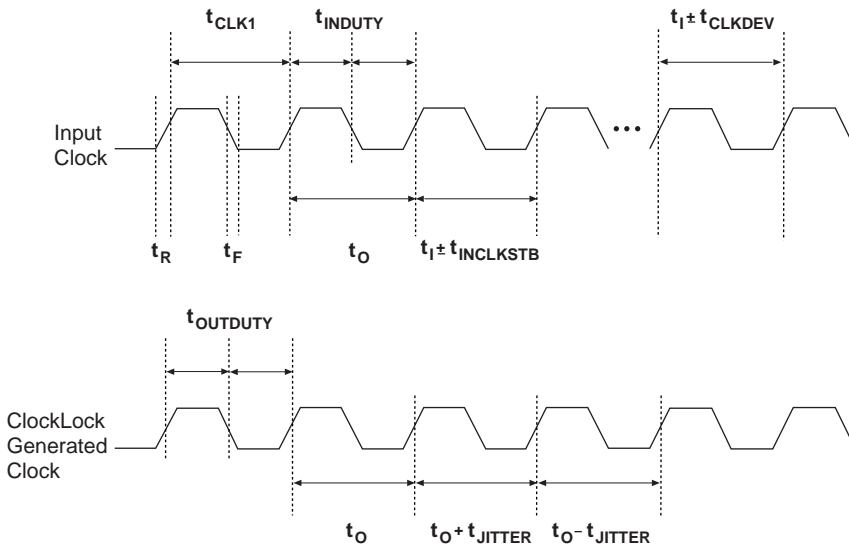 tCLK1
tINDUTY
tI ± tCLKDEV
Input
Clock
tR
tF
tO
tI ± tINCLKSTB
tOUTDUTY
ClockLock
Generated
Clock
tO
tO + tJITTER
tO – tJITTER